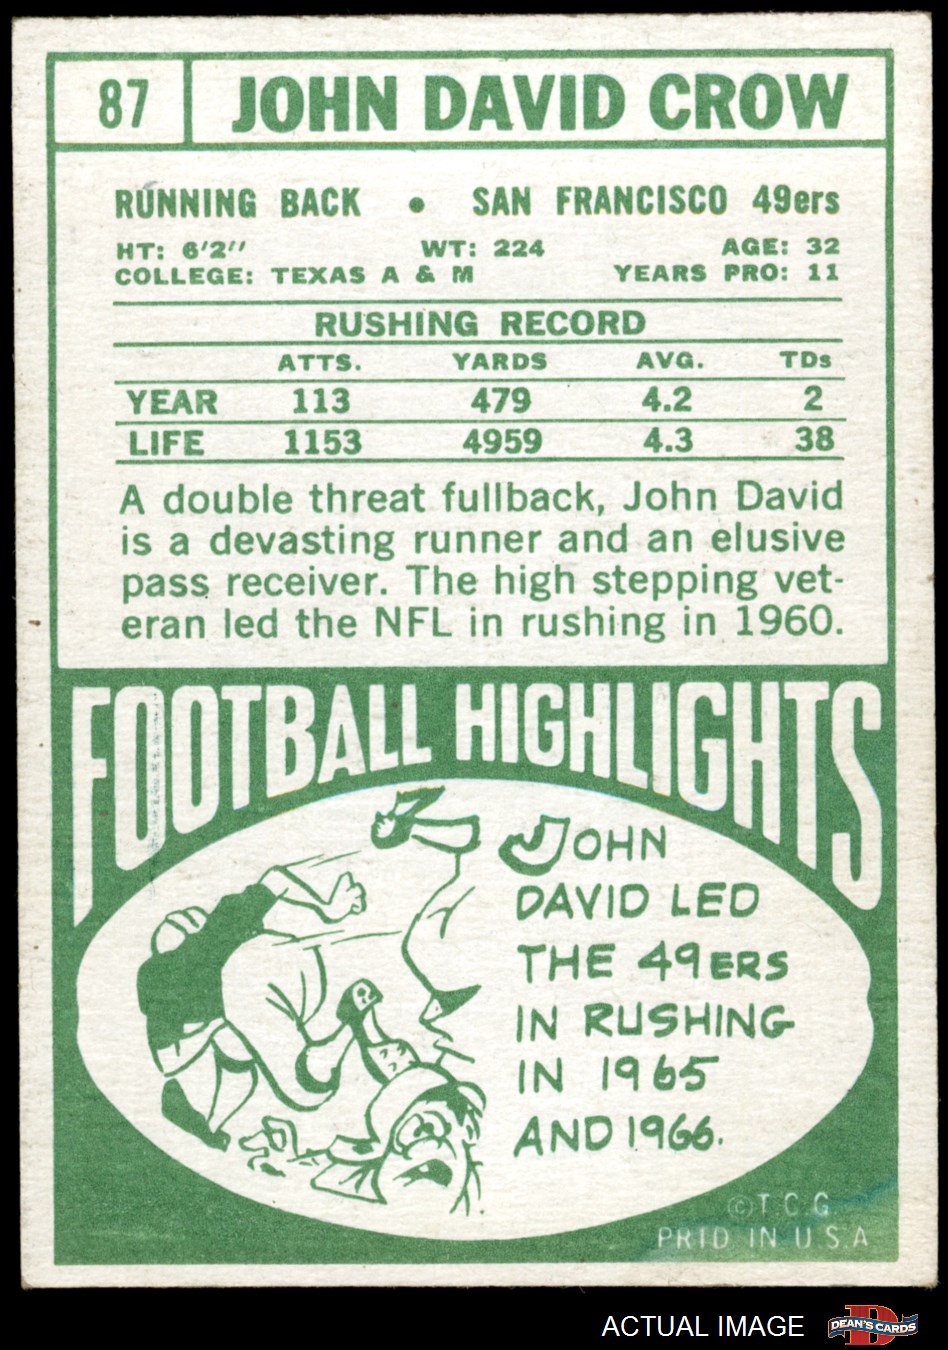 87 JOHN DAVID CROW
RUNNING BACK • SAN FRANCISCO 49ers
HT: 6'2" WT: 224 AGE: 32
COLLEGE: TEXAS A & M YEARS PRO: 11
RUSHING RECORD
ATTS. YARDS AVG. TDs
YEAR 113 479 4.2 2
LIFE 1153 4959 4.3 38
A double threat fullback, John David
is a devasting runner and an elusive
pass receiver. The high stepping vet-
eran led the NFL in rushing in 1960.
FOOTBALL HIGHLIGHTS
JOHN
DAVID LED
THE 49ERS
IN RUSHING
IN 1965
AND 1966.
©T.C.G.
PRTD IN U.S.A
ACTUAL IMAGE DEAN'S CARDS